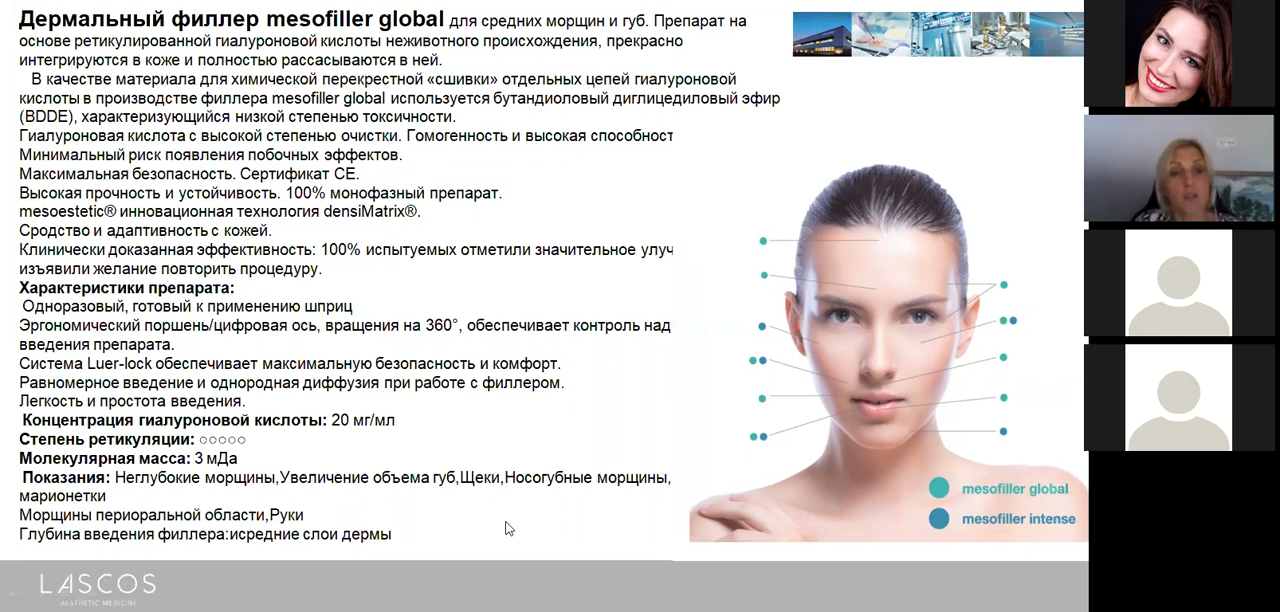 Дермальный филлер mesofiller global для средних морщин и губ. Препарат на
основе ретикулированной гиалуроновой кислоты неживотного происхождения, прекрасно
интегрируются в коже и полностью рассасываются в ней.
В качестве материала для химической перекрестной «сшивки» отдельных цепей гиалуроновой
кислоты в производстве филлера mesofiller global используется бутандиоловый диглицедиловый эфир
(BDDE), характеризующийся низкой степенью токсичности.
Гиалуроновая кислота с высокой степенью очистки. Гомогенность и высокая способност
Минимальный риск появления побочных эффектов.
Максимальная безопасность. Сертификат CE.
Высокая прочность и устойчивость. 100% монофазный препарат.
mesoestetic® инновационная технология densiMatrix®.
Сродство и адаптивность с кожей.
Клинически доказанная эффективность: 100% испытуемых отметили значительное улуч
изъявили желание повторить процедуру.
Характеристики препарата:
Одноразовый, готовый к применению шприц
Эргономический поршень/цифровая ось, вращения на 360°, обеспечивает контроль над
введения препарата.
Система Luer-lock обеспечивает максимальную безопасность и комфорт.
Равномерное введение и однородная диффузия при работе с филлером.
Легкость и простота введения.
Концентрация гиалуроновой кислоты: 20 мг/мл
Степень ретикуляции: ○○○○○
Молекулярная масса: 3 мДа
Показания: Неглубокие морщины,Увеличение объема губ,Щеки,Носогубные морщины,
марионетки
Морщины периоральной области,Руки
Глубина введения филлера:исредние слои дермы
mesofiller global
mesofiller intense
LASCOS
AESTHETIC MEDICINE